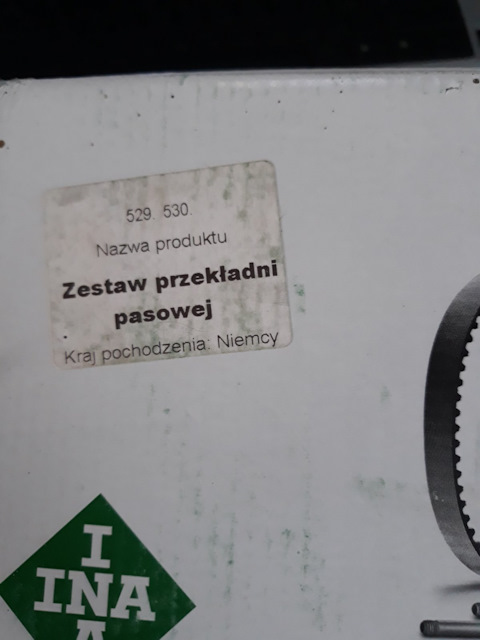 529. 530.
Nazwa produktu
Zestaw przekładni
pasowej
Kraj pochodzenia: Niemcy
I
INA
A